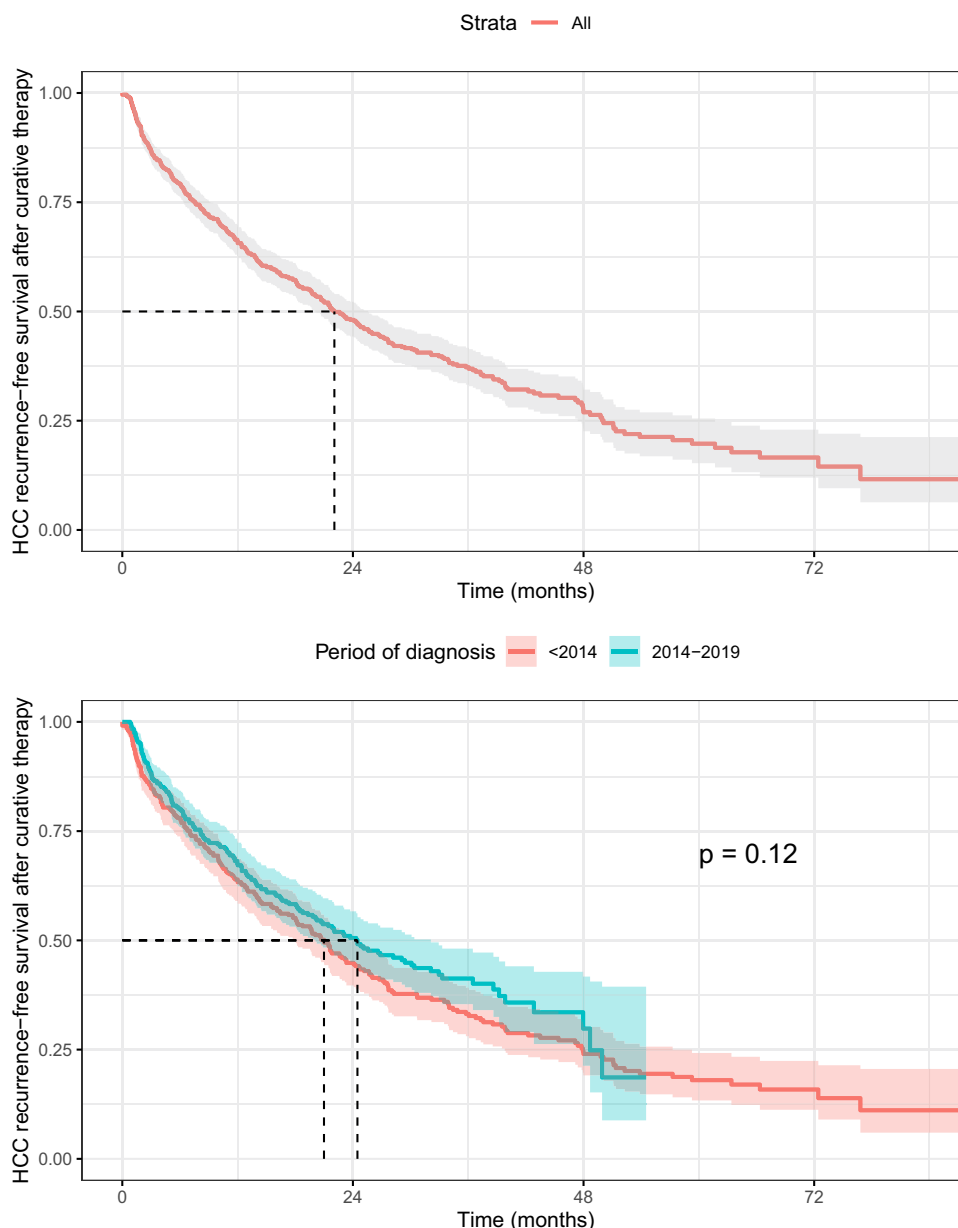 Strata All
HCC recurrence−free survival after curative therapy
1.00
0.75
0.50
0.25
0.00
0 24 48 72
Time (months)
Period of diagnosis <2014 2014−2019
HCC recurrence−free survival after curative therapy
1.00
0.75
0.50
0.25
0.00
p = 0.12
0 24 48 72
Time (months)